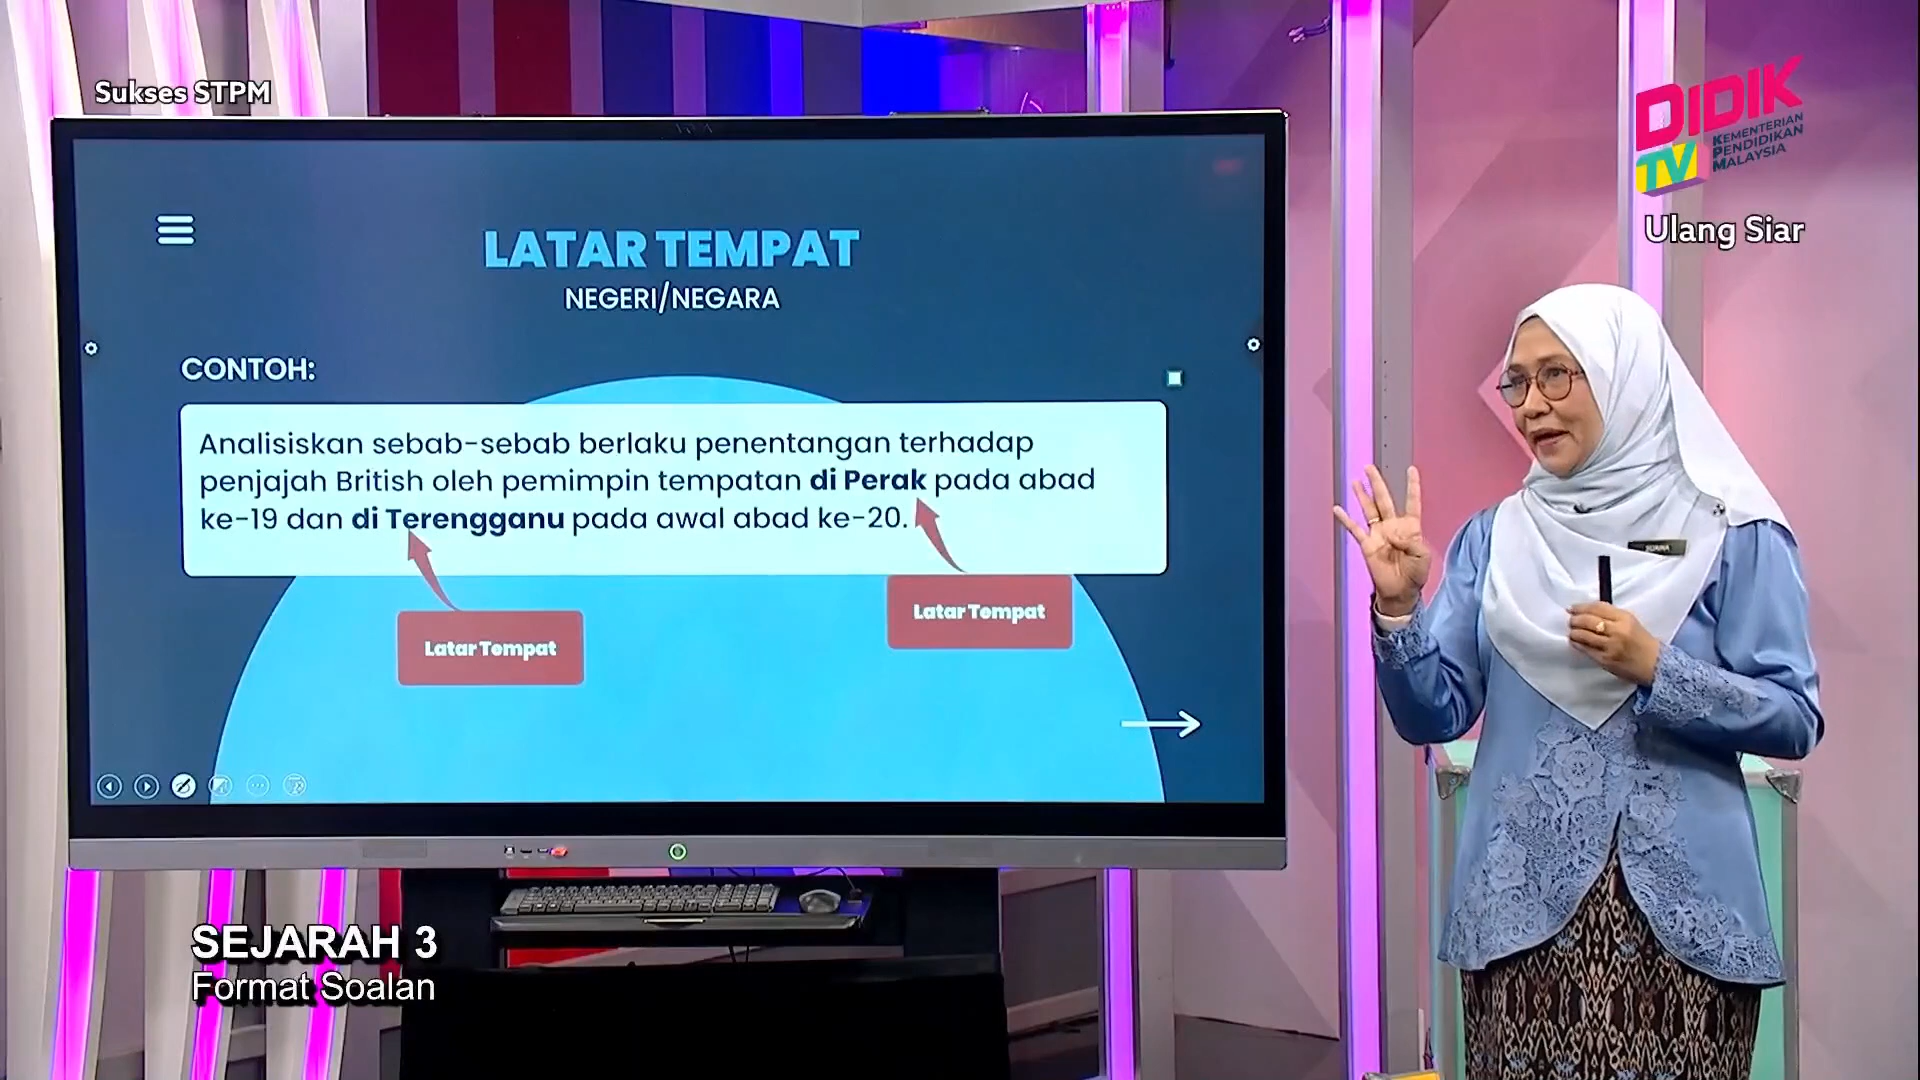 Sukses STPM
DIDIK
TV
KEMENTERIAN
PENDIDIKAN
MALAYSIA
Ulang Siar
LATAR TEMPAT
NEGERI/NEGARA
CONTOH:
Analisiskan sebab-sebab berlaku penentangan terhadap
penjajah British oleh pemimpin tempatan di Perak pada abad
ke-19 dan di Terengganu pada awal abad ke-20.
Latar Tempat
Latar Tempat
SEJARAH 3
Format Soalan